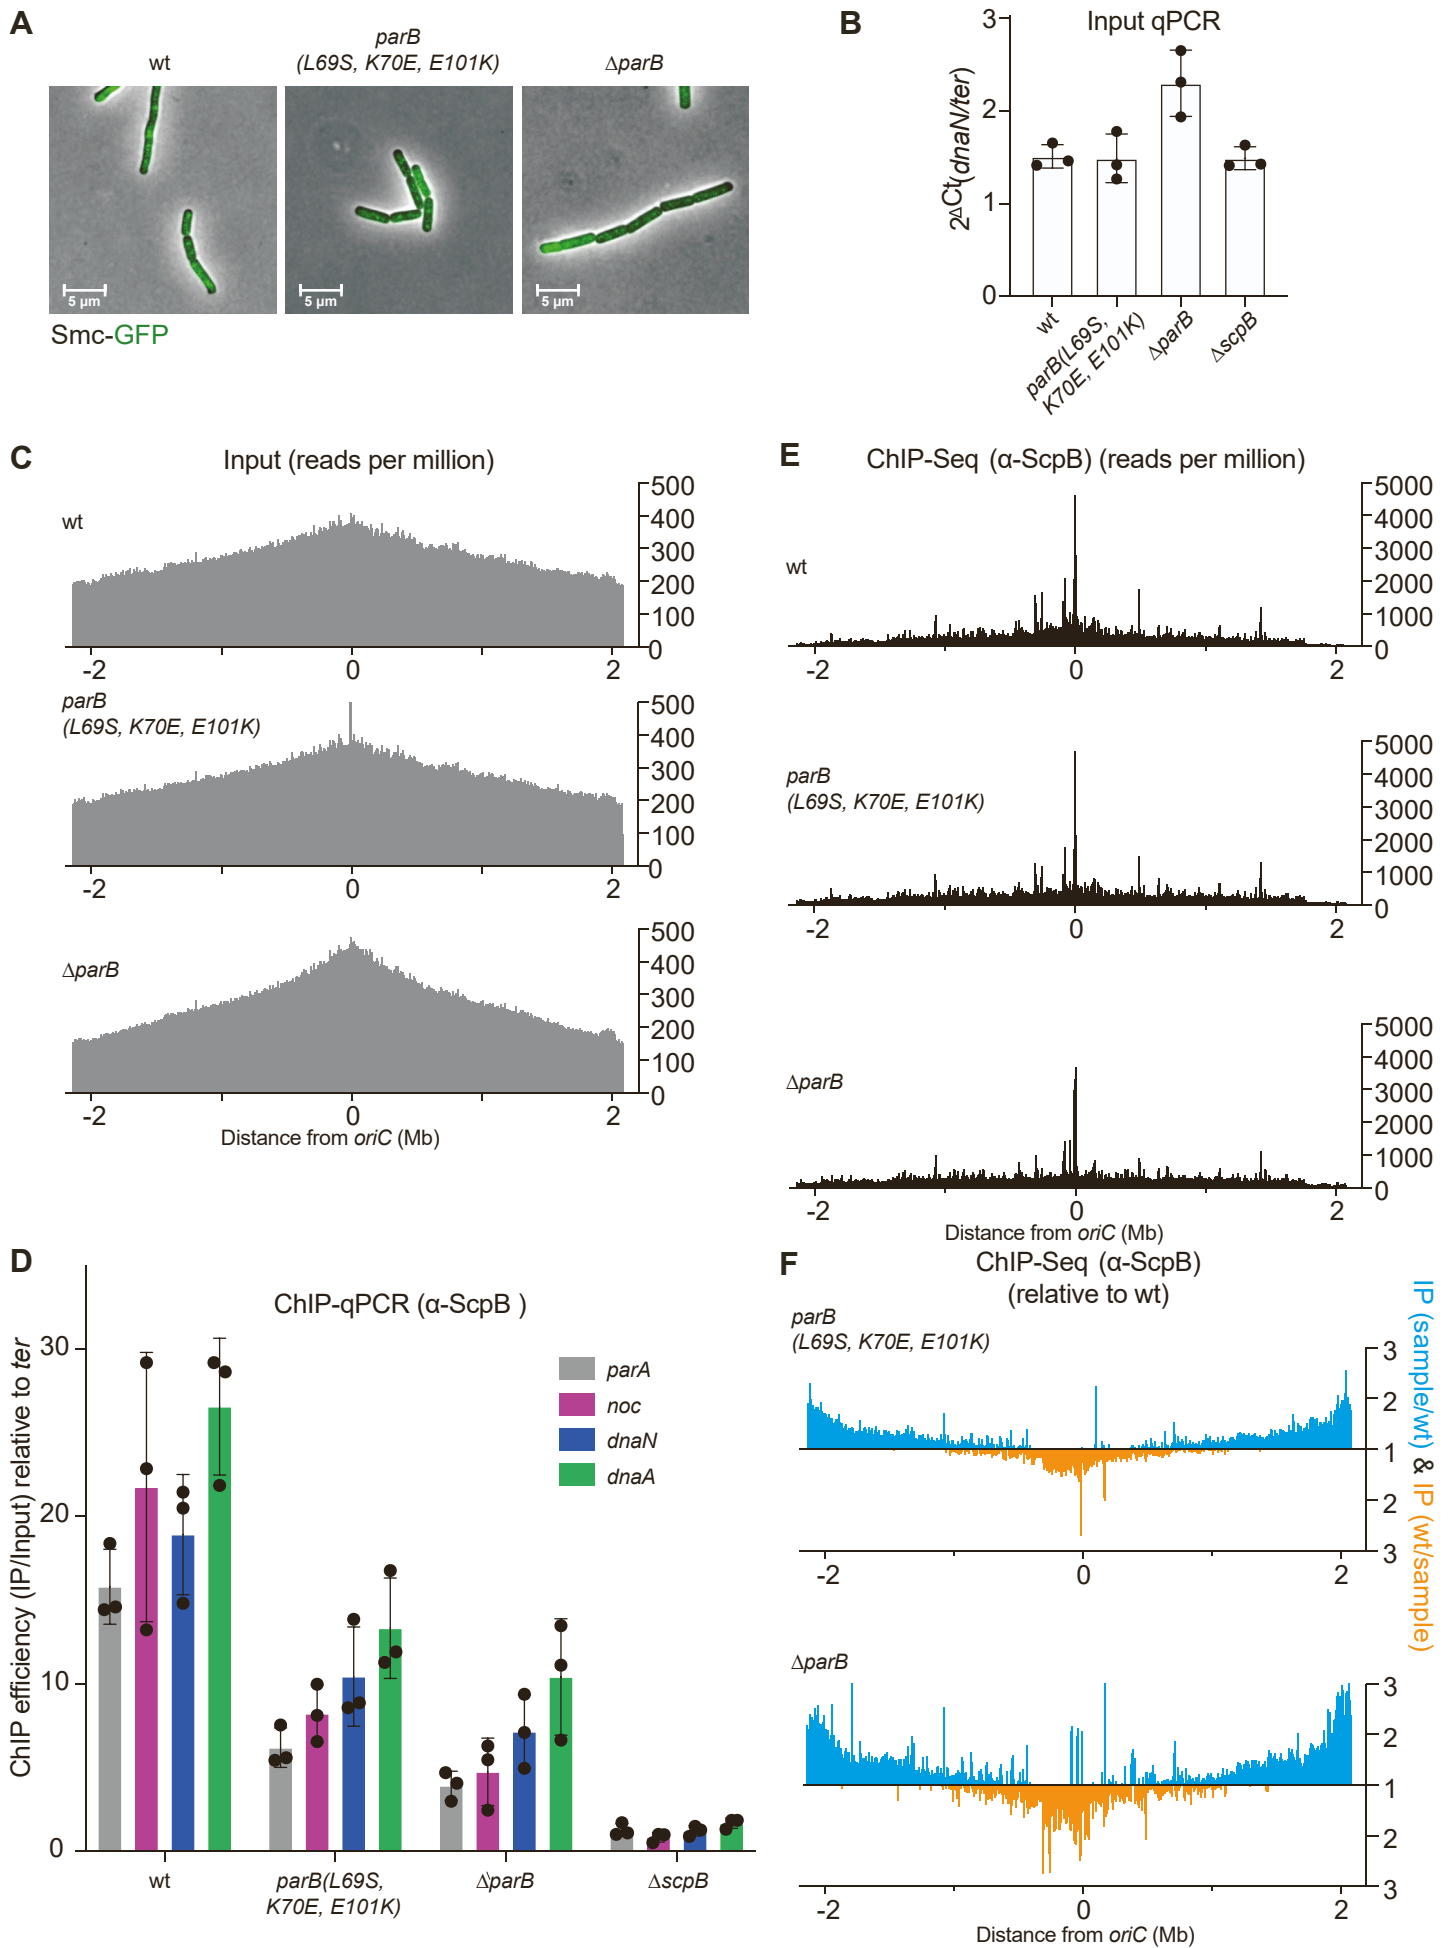 A
wt
parB
(L69S, K70E, E101K)
ΔparB
5 µm
5 µm
5 µm
Smc-GFP
B
Input qPCR
2ΔCt(dnaN/ter)
3
2
1
0
wt
parB(L69S,
K70E, E101K)
ΔparB
ΔscpB
C
Input (reads per million)
wt
500
400
300
200
100
0
-2
0
2
parB
(L69S, K70E, E101K)
500
400
300
200
100
0
-2
0
2
ΔparB
500
400
300
200
100
0
-2
0
2
Distance from oriC (Mb)
E
ChIP-Seq (α-ScpB) (reads per million)
wt
5000
4000
3000
2000
1000
0
-2
0
2
parB
(L69S, K70E, E101K)
5000
4000
3000
2000
1000
0
-2
0
2
ΔparB
5000
4000
3000
2000
1000
0
-2
0
2
Distance from oriC (Mb)
D
ChIP-qPCR (α-ScpB )
ChIP efficiency (IP/Input) relative to ter
30
20
10
0
parA
noc
dnaN
dnaA
wt
parB(L69S,
K70E, E101K)
ΔparB
ΔscpB
F
ChIP-Seq (α-ScpB)
(relative to wt)
parB
(L69S, K70E, E101K)
3
2
1
2
3
-2
0
2
ΔparB
3
2
1
2
3
-2
0
2
Distance from oriC (Mb)
IP (sample/wt) & IP (wt/sample)